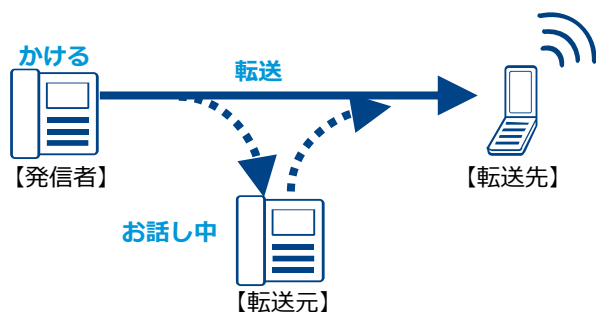 かける
転送
【発信者】
【転送先】
お話し中
【転送元】